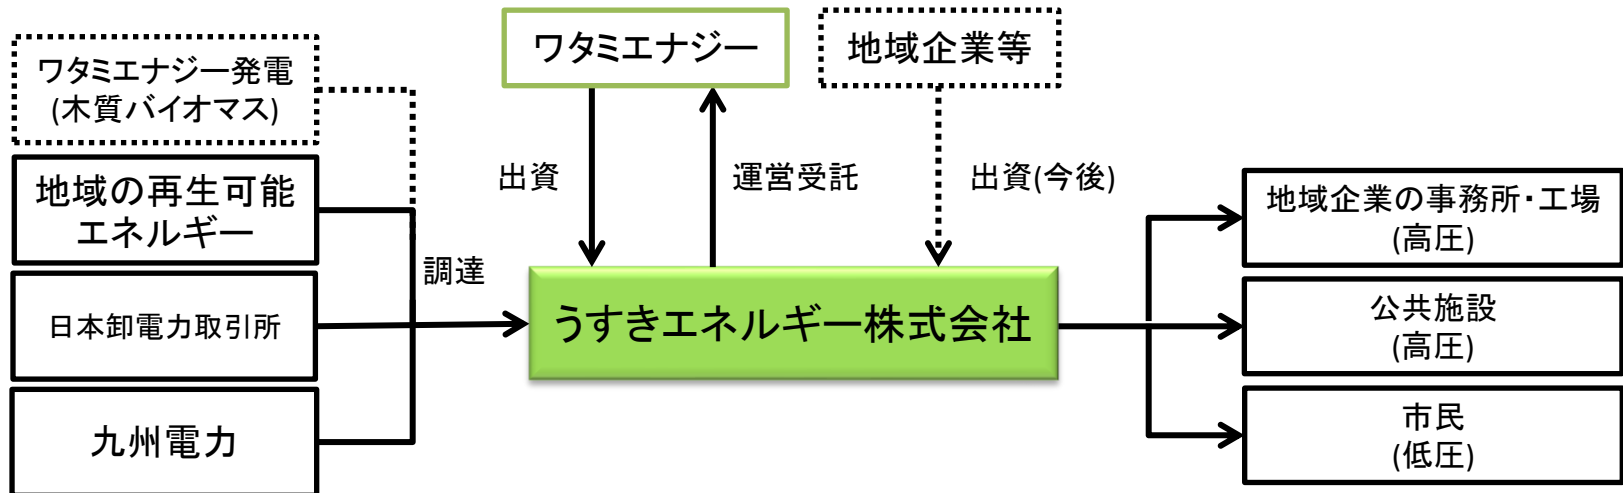 ワタミエナジー発電
(木質バイオマス)
地域の再生可能
エネルギー
日本卸電力取引所
九州電力
調達
ワタミエナジー
地域企業等
出資
運営受託
出資(今後)
うすきエネルギー株式会社
地域企業の事務所・工場
(高圧)
公共施設
(高圧)
市民
(低圧)